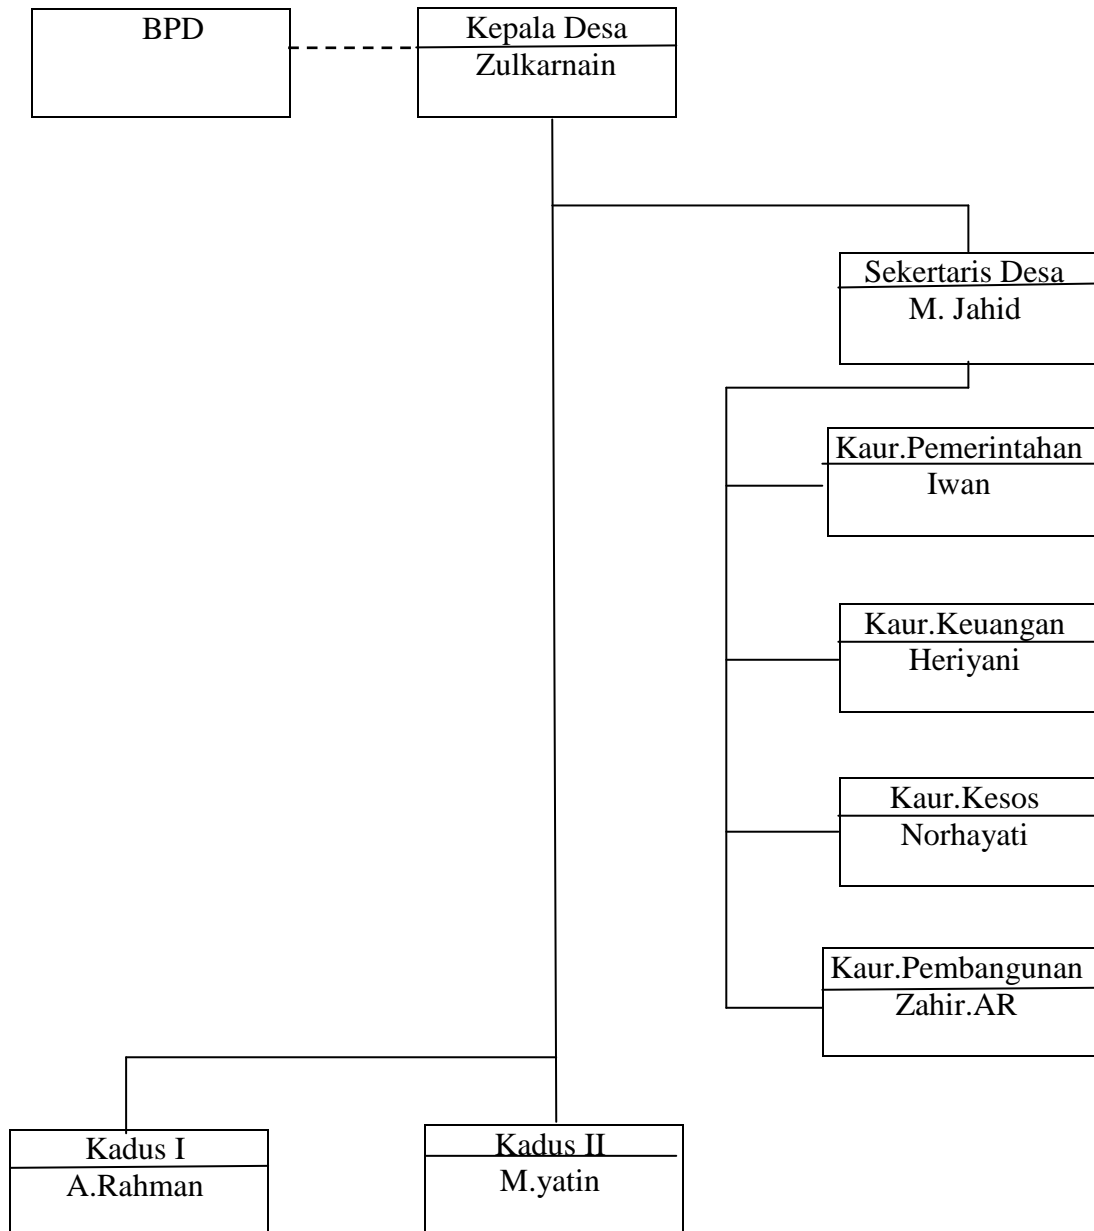 BPD
Kepala Desa
Zulkarnain
Sekertaris Desa
M. Jahid
Kaur.Pemerintahan
Iwan
Kaur.Keuangan
Heriyani
Kaur.Kesos
Norhayati
Kaur.Pembangunan
Zahir.AR
Kadus I
A.Rahman
Kadus II
M.yatin